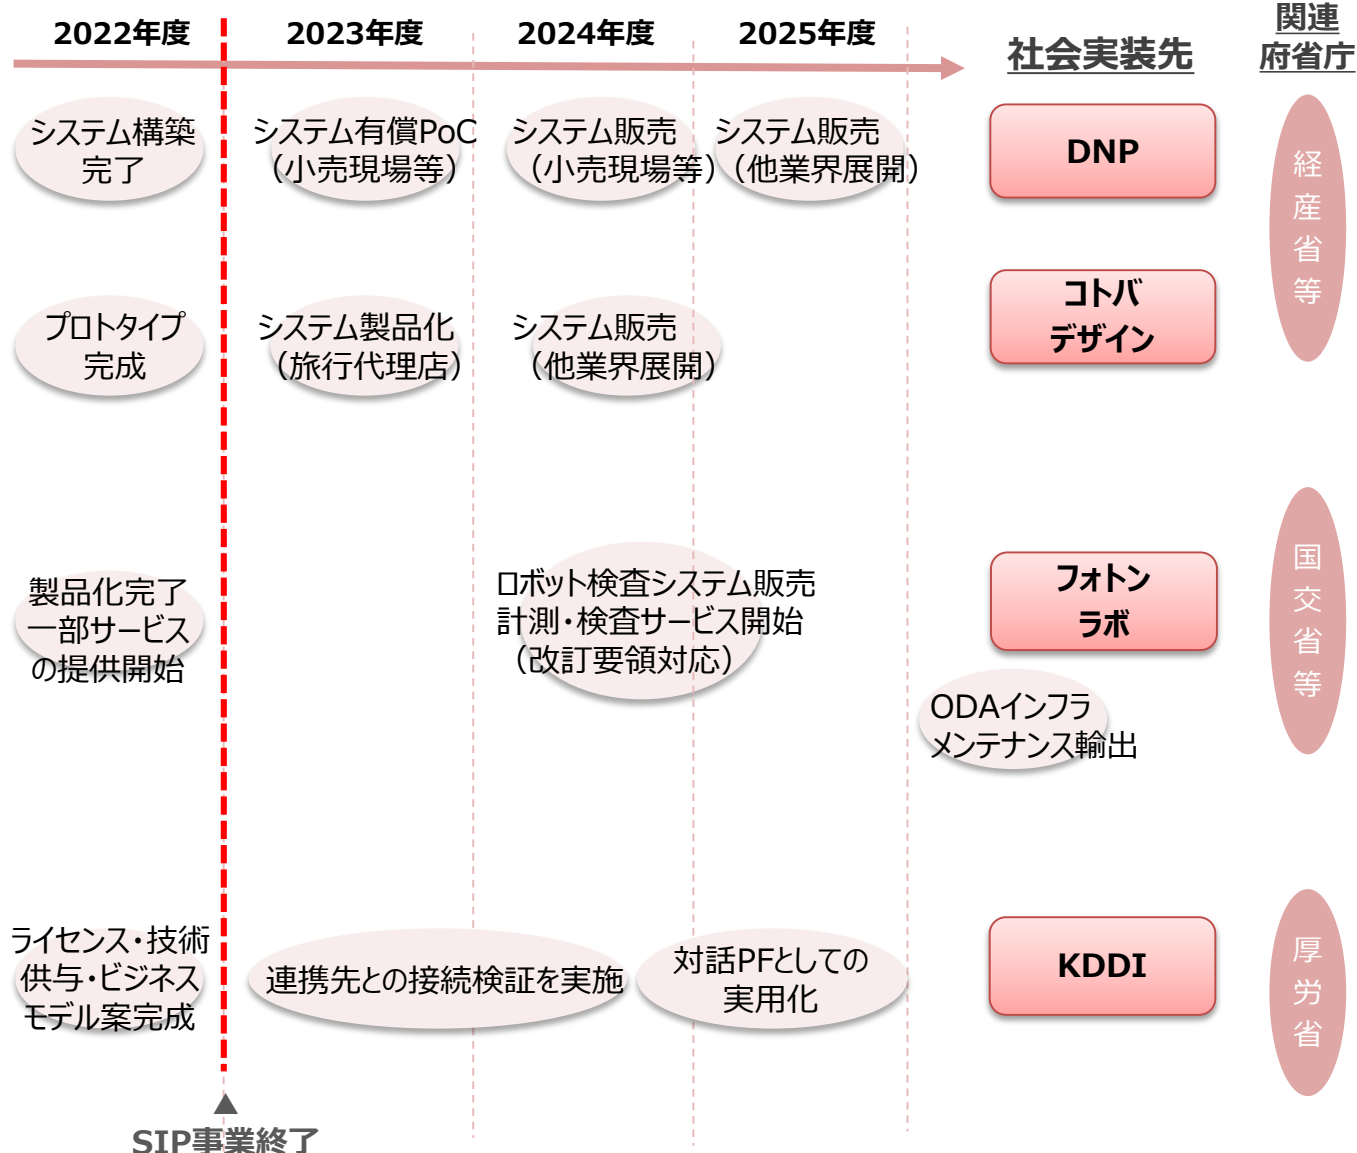 2022年度
2023年度
2024年度
2025年度
社会実装先
関連
府省庁
システム構築
完了
システム有償PoC
（小売現場等）
システム販売
（小売現場等）
システム販売
（他業界展開）
DNP
経
産
省
等
プロトタイプ
完成
システム製品化
（旅行代理店）
システム販売
（他業界展開）
コトバ
デザイン
製品化完了
一部サービス
の提供開始
ロボット検査システム販売
計測・検査サービス開始
（改訂要領対応）
フォトン
ラボ
国
交
省
等
ODAインフラ
メンテナンス輸出
ライセンス・技術
供与・ビジネス
モデル案完成
連携先との接続検証を実施
対話PFとしての
実用化
KDDI
厚
労
省
SIP事業終了